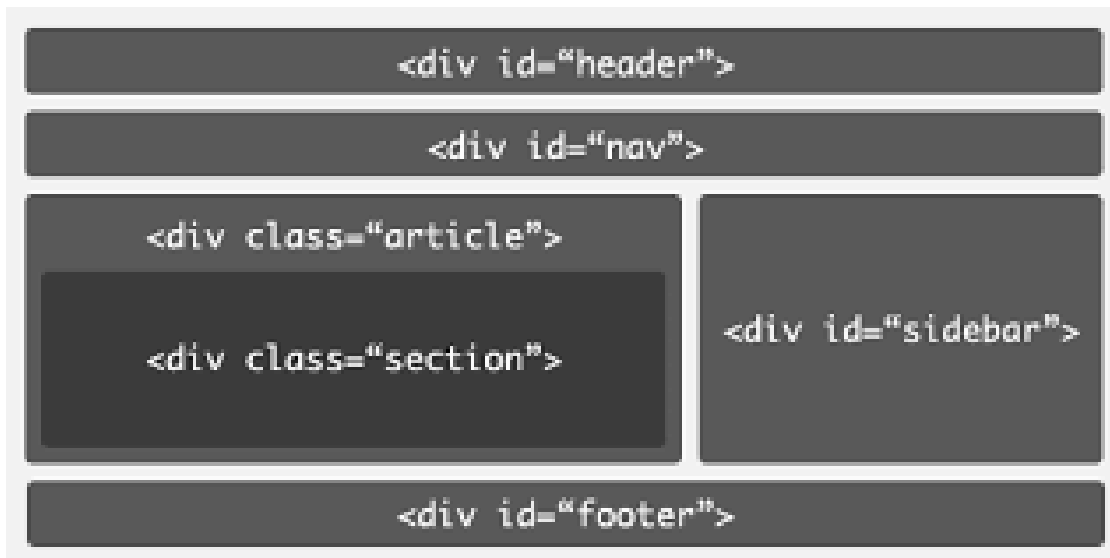 <div id=“header”>
<div id=“nav”>
<div class=“article”>
<div class=“section”>
<div id=“sidebar”>
<div id=“footer”>